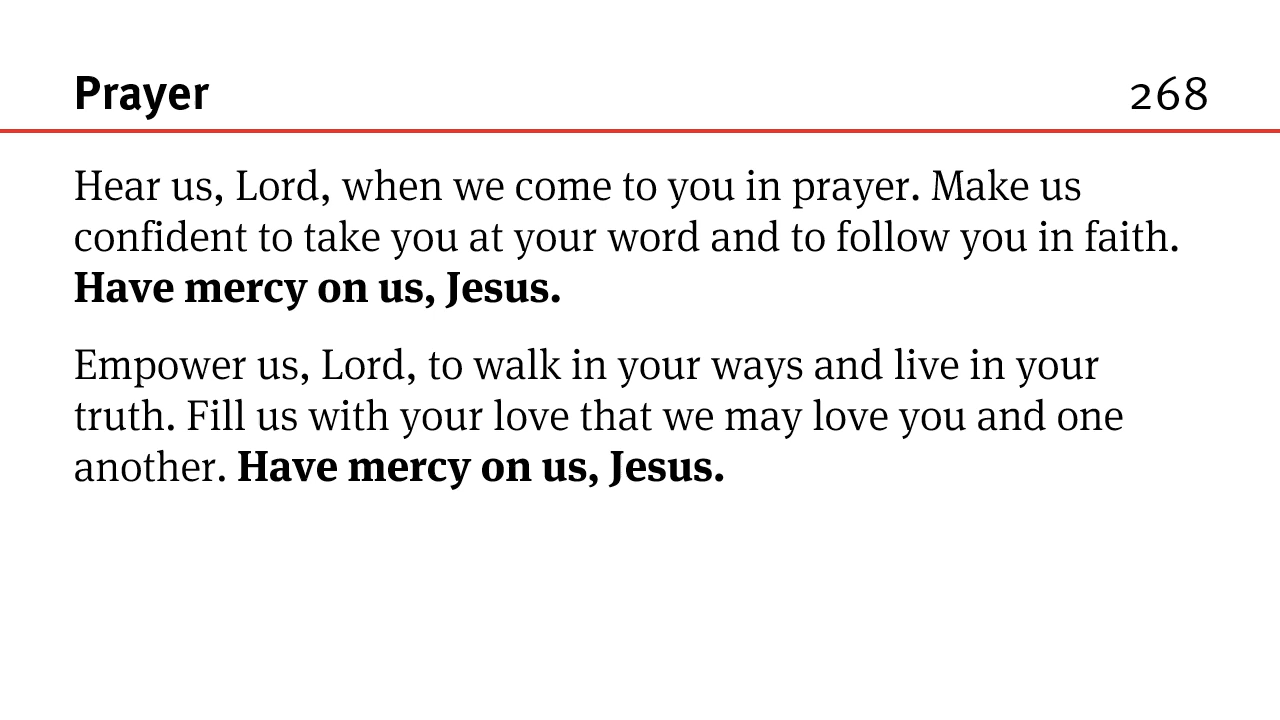 Prayer 268
Hear us, Lord, when we come to you in prayer. Make us
confident to take you at your word and to follow you in faith.
Have mercy on us, Jesus.
Empower us, Lord, to walk in your ways and live in your
truth. Fill us with your love that we may love you and one
another. Have mercy on us, Jesus.